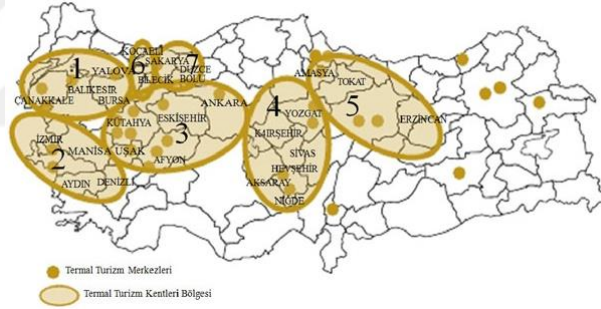 KOCAELİ
SAKARYA
1 YALOVA 6 7 DÜZCE
BİLECİK BOLU
BALIKESİR
ÇANAKKALE BURSA
AMASYA
TOKAT
ANKARA
4
YOZGAT
5
ERZİNCAN
KÜTAHYA
ESKİŞEHİR
3
KIRŞEHİR
İZMİR
2
MANİSA UŞAK
AFYON
SİVAS
NEVŞEHİR
AYDIN DENİZLİ
AKSARAY
NİĞDE
Termal Turizm Merkezleri
Termal Turizm Kentleri Bölgesi